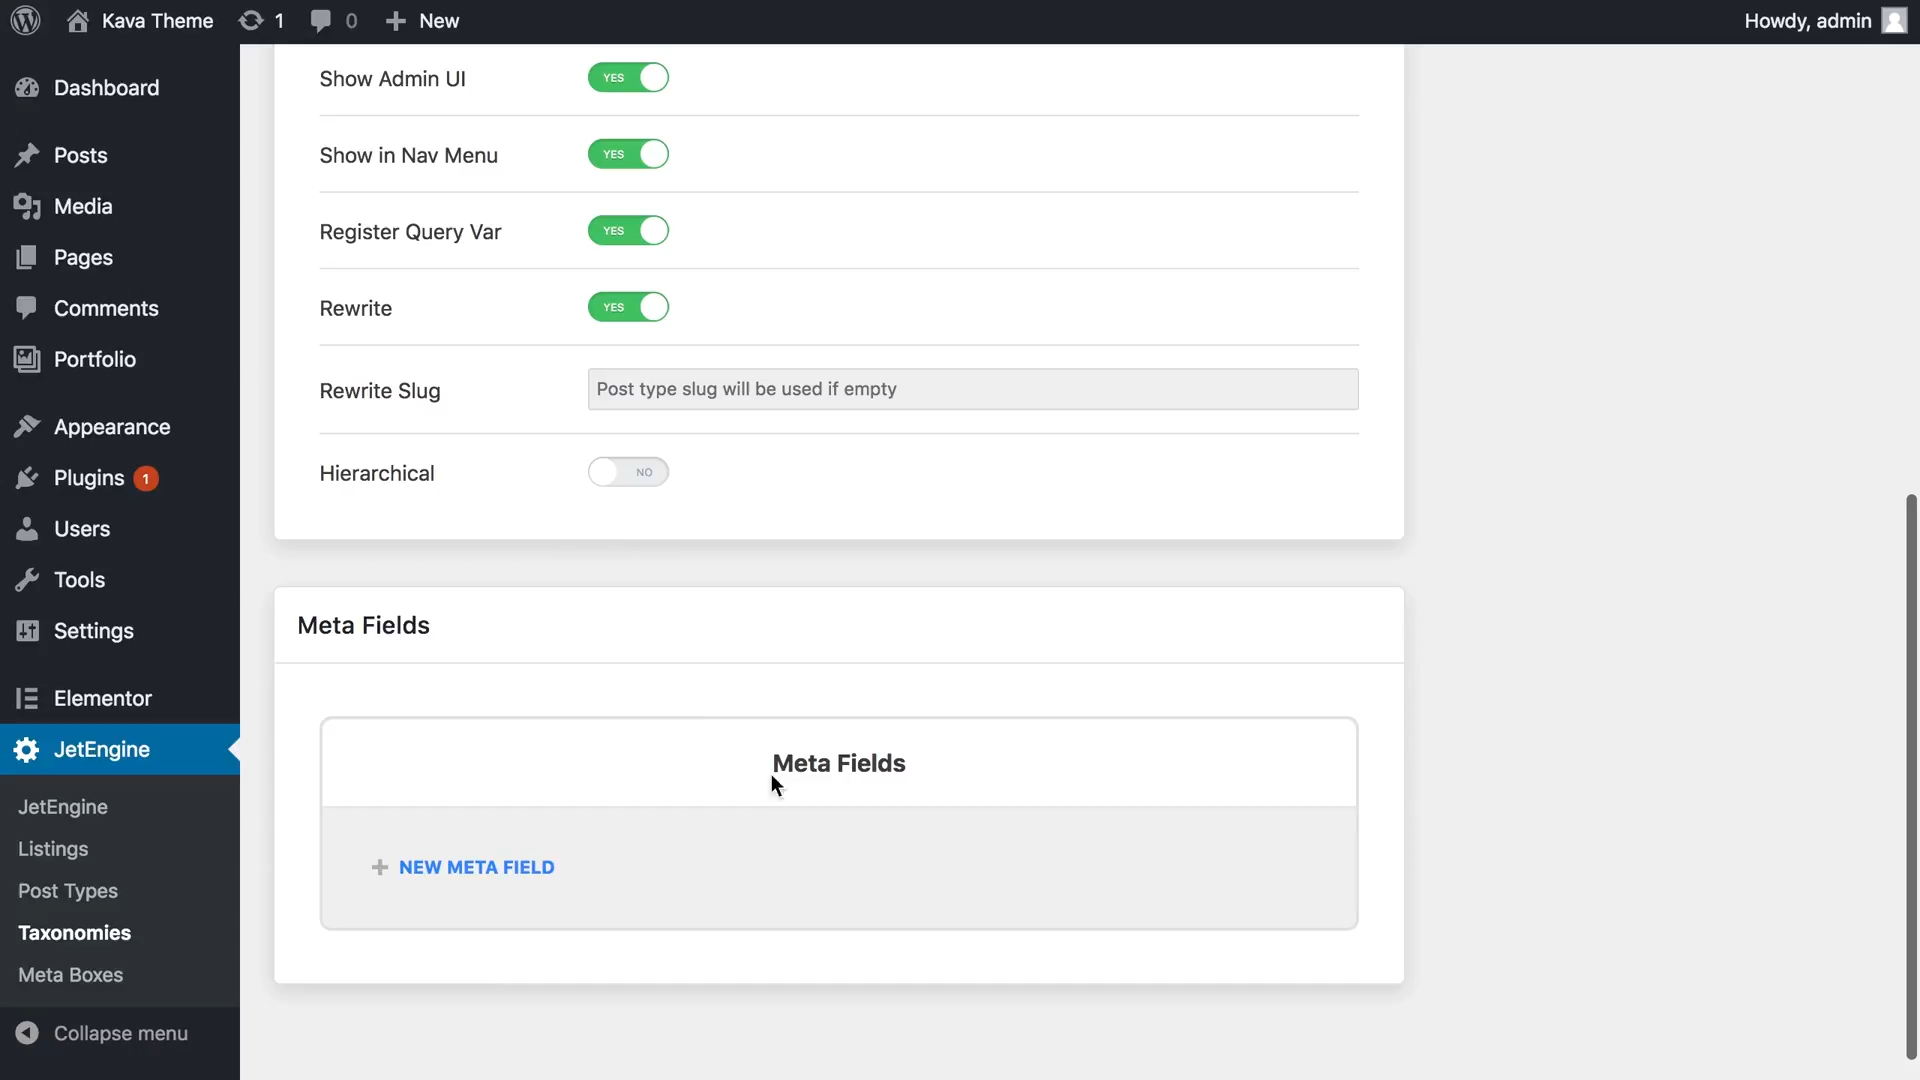 Kava Theme
1
0
New
Howdy, admin
Dashboard
Posts
Media
Pages
Comments
Portfolio
Appearance
Plugins 1
Users
Tools
Settings
Elementor
JetEngine
JetEngine
Listings
Post Types
Taxonomies
Meta Boxes
Collapse menu
Show Admin UI
YES
Show in Nav Menu
YES
Register Query Var
YES
Rewrite
YES
Rewrite Slug
Post type slug will be used if empty
Hierarchical
NO
Meta Fields
Meta Fields
NEW META FIELD